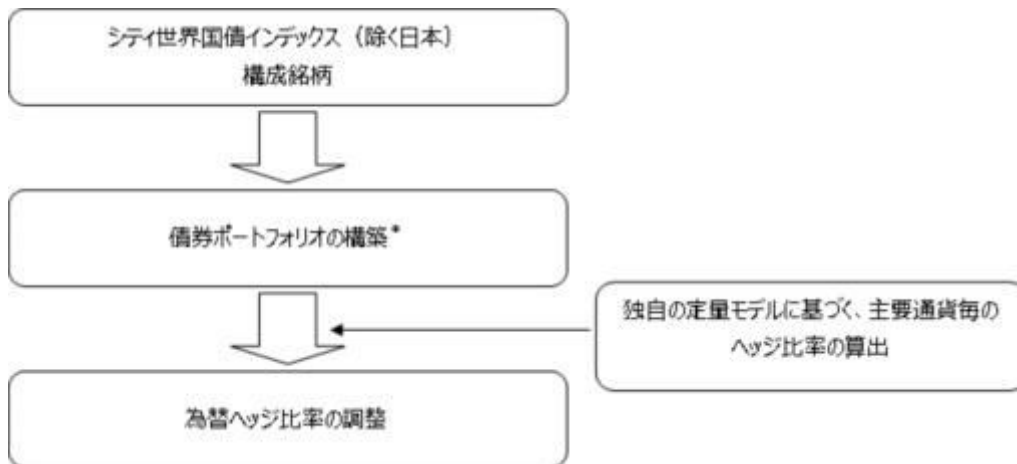 シティ世界国債インデックス（除く日本）
構成銘柄
債券ポートフォリオの構築*
独自の定量モデルに基づく、主要通貨毎の
ヘッジ比率の算出
為替ヘッジ比率の調整